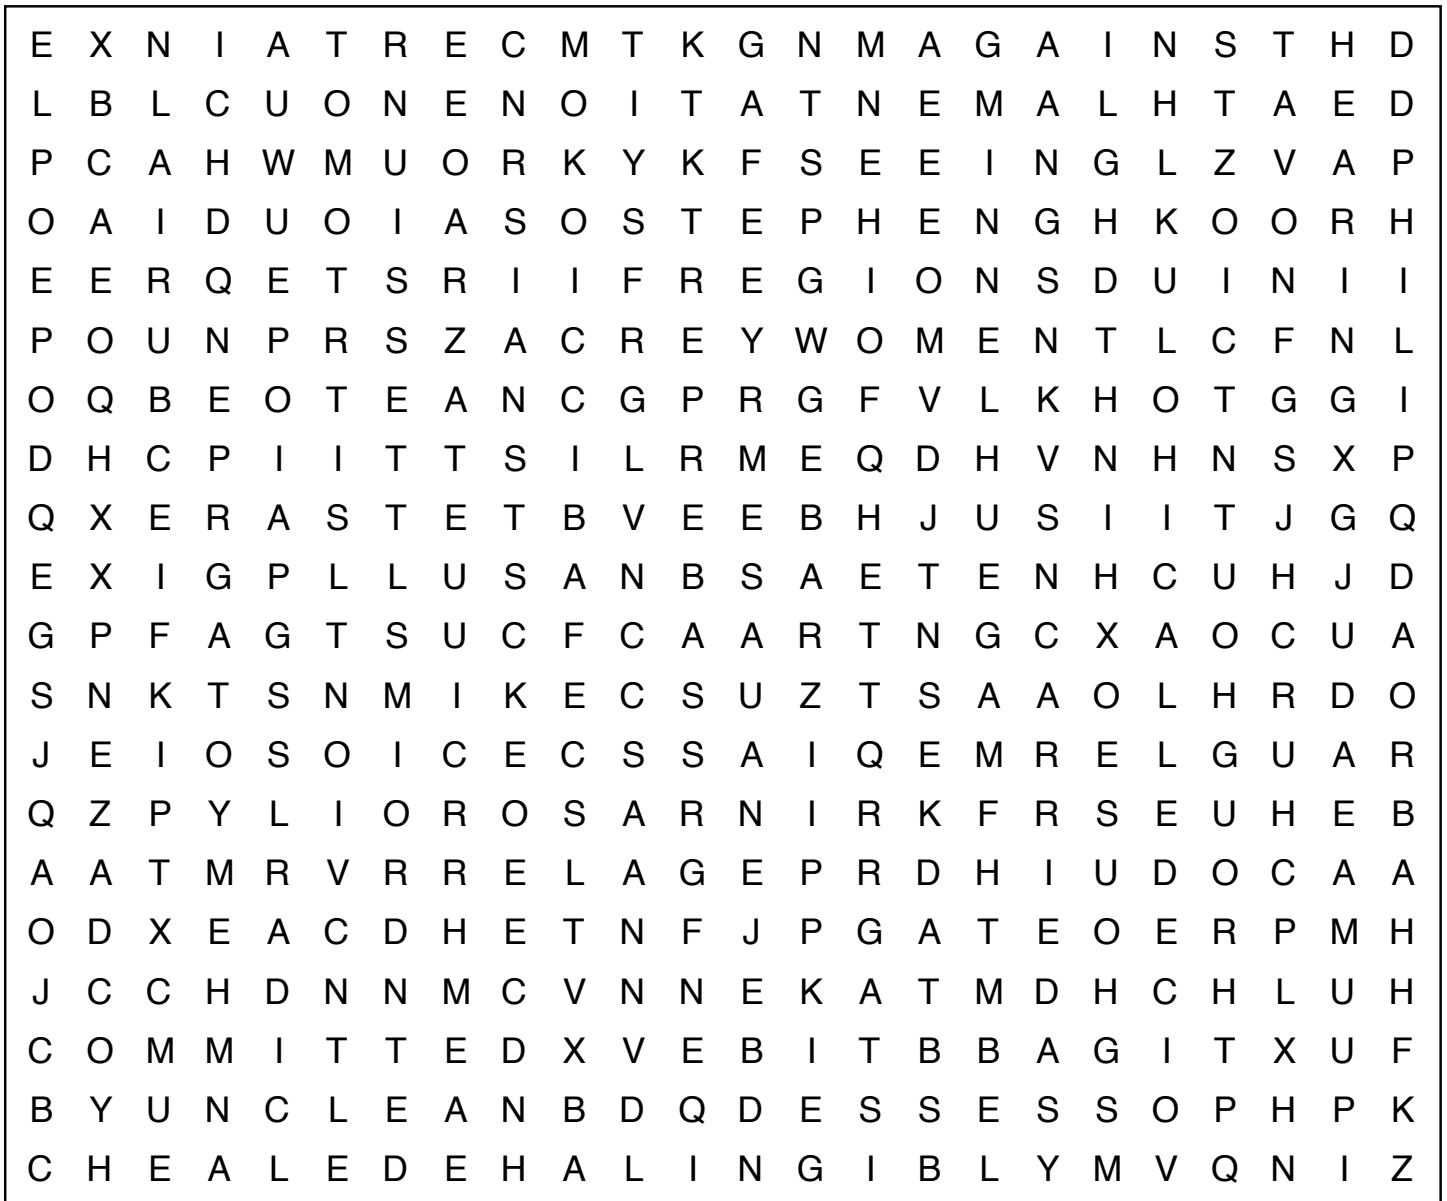 E X N I A T R E C M T K G N M A G A I N S T H D
L B L C U O N E N O I T A T N E M A L H T A E D
P C A H W M U O R K Y K F S E E I N G L Z V A P
O A I D U O I A S O S T E P H E N G H K O O R H
E E R Q E T S R I I F R E G I O N S D U I N I I
P O U N P R S Z A C R E Y W O M E N T L C F N L
O Q B E O T E A N C G P R G F V L K H O T G G I
D H C P I I T T S I L R M E Q D H V N H N S X P
Q X E R A S T E T B V E E B H J U S I I T J G Q
E X I G P L L U S A N B S A E T E N H C U H J D
G P F A G T S U C F C A A R T N G C X A O C U A
S N K T S N M I K E C S U Z T S A A O L H R D O
J E I O S O I C E C S S A I Q E M R E L G U A R
Q Z P Y L I O R O S A R N I R K F R S E U H E B
A A T M R V R R E L A G E P R D H I U D O C A A
O D X E A C D H E T N F J P G A T E O E R P M H
J C C H D N N M C V N N E K A T M D H C H L U H
C O M M I T T E D X V E B I T B B A G I T X U F
B Y U N C L E A N B D Q D E S S E S S O P H P K
C H E A L E D E H A L I N G I B L Y M V Q N I Z